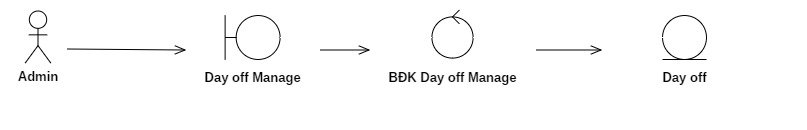 Admin
Day off Manage
BĐK Day off Manage
Day off